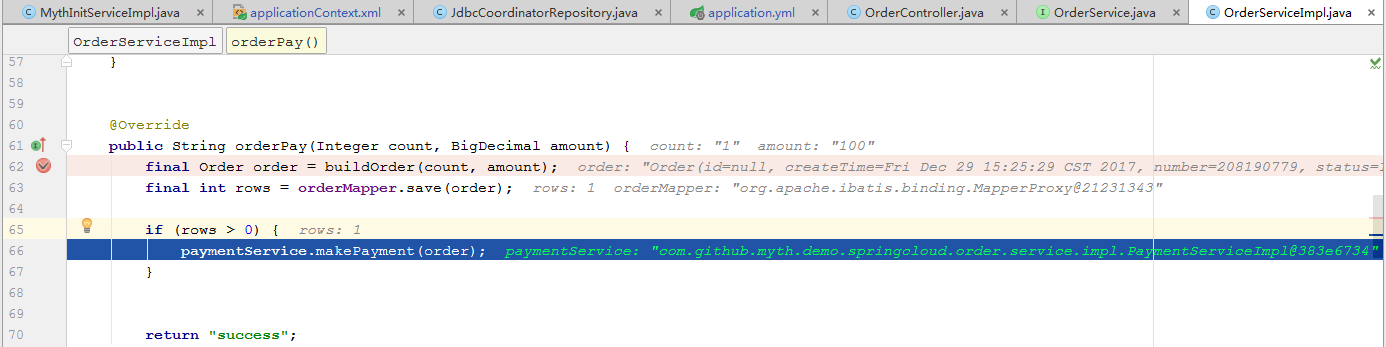 MythInitServiceImpl.java × applicationContext.xml × JdbcCoordinatorRepository.java × application.yml × OrderController.java × OrderService.java × OrderServiceImpl.java ×
OrderServiceImpl orderPay()
57 }
58
59
60 @Override
61 public String orderPay(Integer count, BigDecimal amount) { count: "1" amount: "100"
62 final Order order = buildOrder(count, amount); order: "Order(id=null, createTime=Fri Dec 29 15:25:29 CST 2017, number=208190779, status=1
63 final int rows = orderMapper.save(order); rows: 1 orderMapper: "org.apache.ibatis.binding.MapperProxy@21231343"
64
65 if (rows > 0) { rows: 1
66 paymentService.makePayment(order); paymentService: "com.github.myth.demo.springcloud.order.service.impl.PaymentServiceImpl@383e6734"
67 }
68
69
70 return "success";